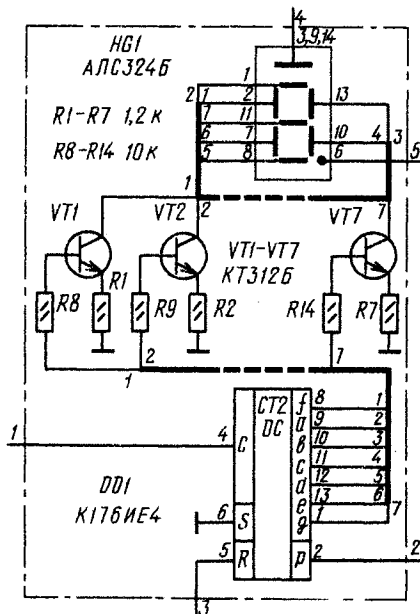 4
HG1
3,9,14
АЛС324Б
1
2 1 2 13
R1-R7 1,2 к
7 11
6 7 10 4 3
R8-R14 10 к
5 8 6 5
1 2 7
VT1 VT2 VT7
VT1-VT7
КТ312Б
R8 R1 R9 R2 R14 R7
1 2 7
CT2
DC
f 8 1
a 9 2
1 4 C в 10 3
c 11 4
d 12 5
DD1 e 13 6
К176ИЕ4 6 S g 1 7
5 R p 2 2
3